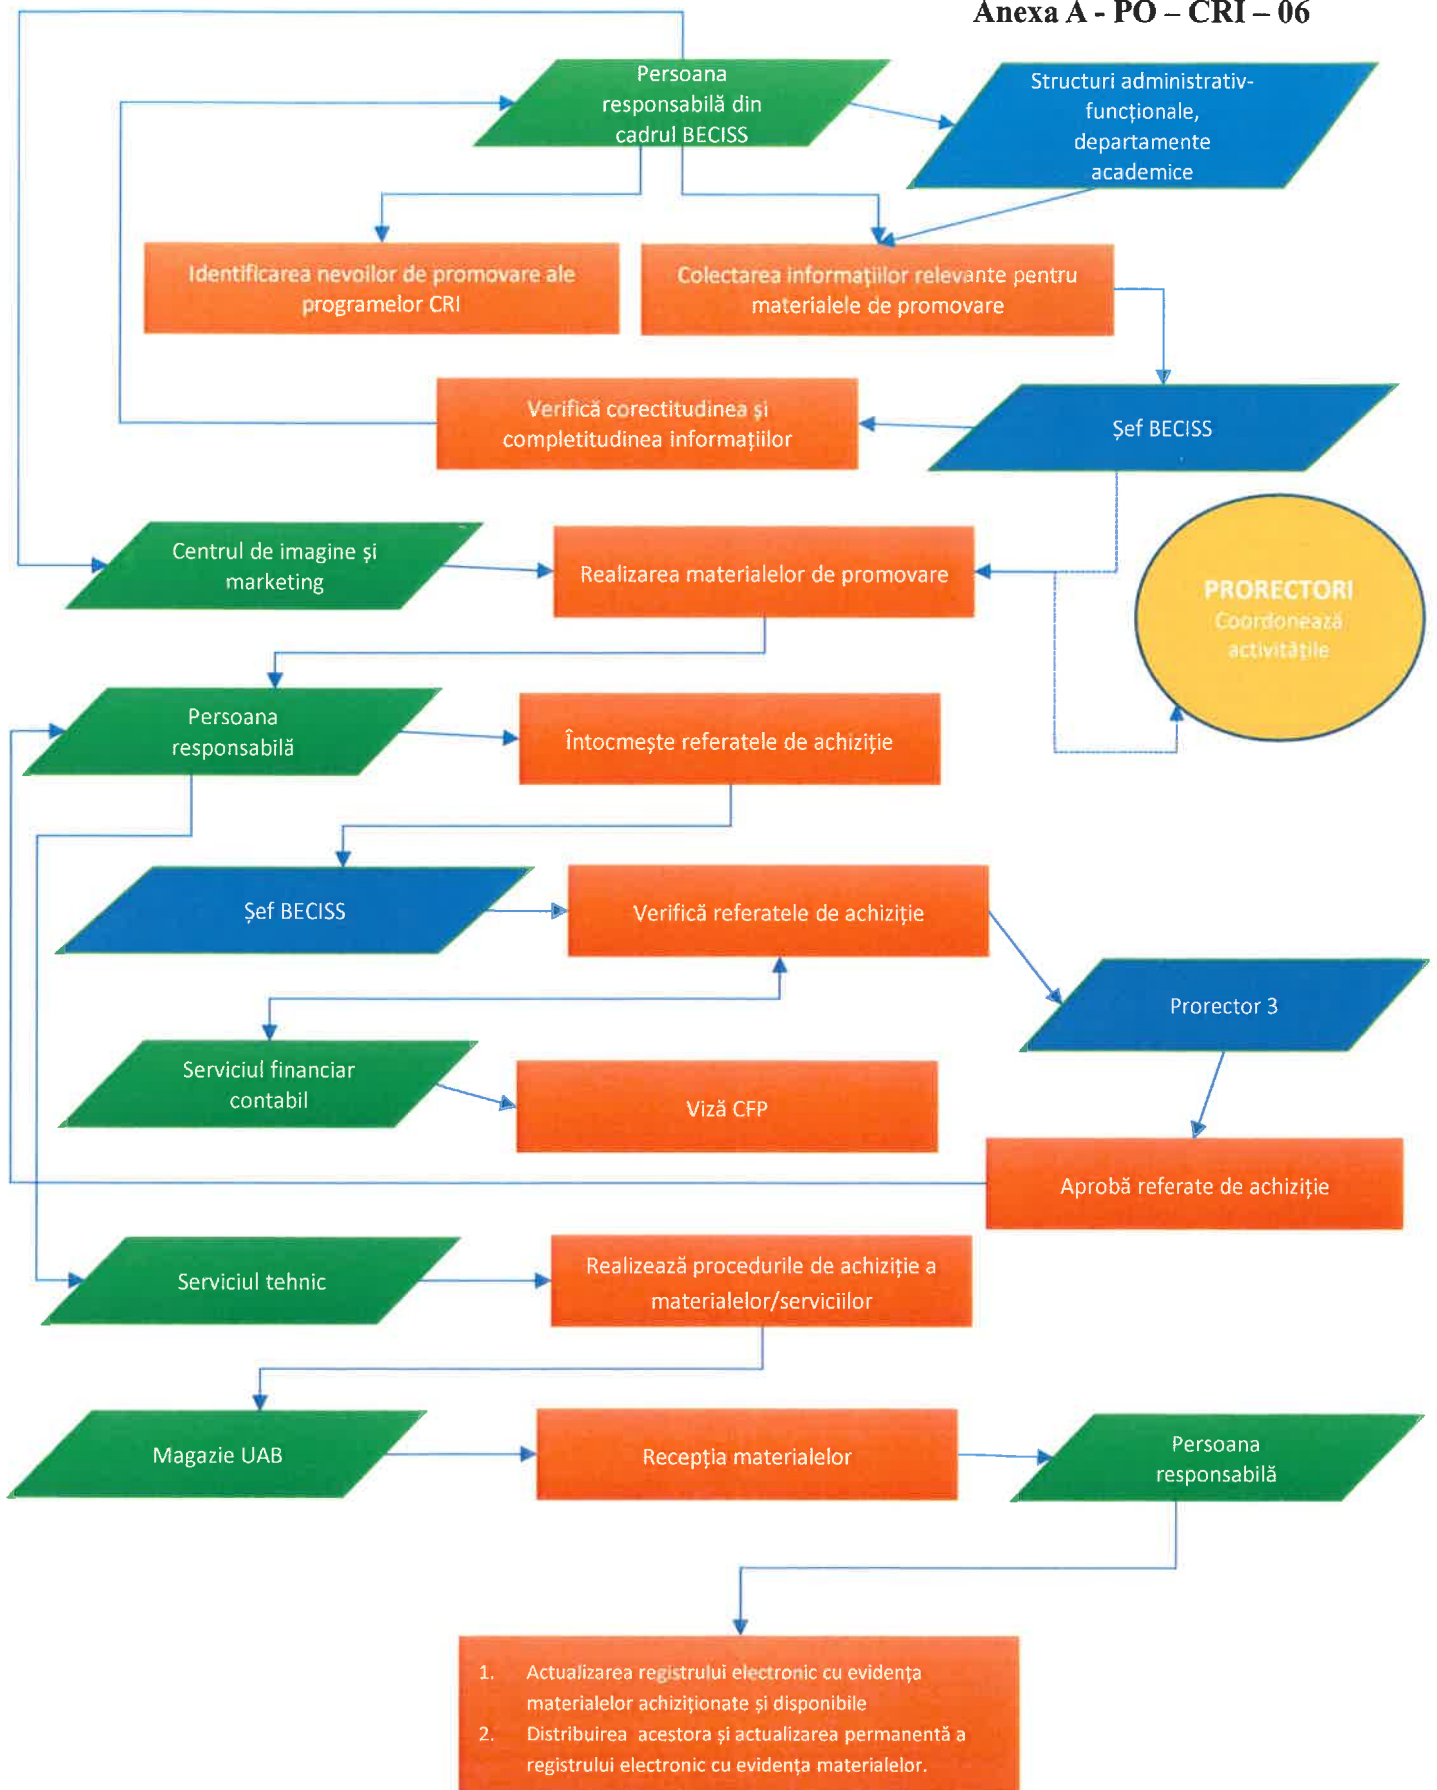 Anexa A - PO – CRI – 06
Persoana
responsabilă din
cadrul BECISS
Structuri administrativ-
funcționale,
departamente
academice
Identificarea nevoilor de promovare ale
programelor CRI
Colectarea informațiilor relevante pentru
materialele de promovare
Verifică corectitudinea și
completitudinea informațiilor
Șef BECISS
Centrul de imagine și
marketing
Realizarea materialelor de promovare
PRORECTORI
Coordonează
activitățile
Persoana
responsabilă
Întocmește referatele de achiziție
Șef BECISS
Verifică referatele de achiziție
Prorector 3
Serviciul financiar
contabil
Viză CFP
Aprobă referate de achiziție
Serviciul tehnic
Realizează procedurile de achiziție a
materialelor/serviciilor
Magazie UAB
Recepția materialelor
Persoana
responsabilă
1. Actualizarea registrului electronic cu evidența
materialelor achiziționate și disponibile
2. Distribuirea acestora și actualizarea permanentă a
registrului electronic cu evidența materialelor.